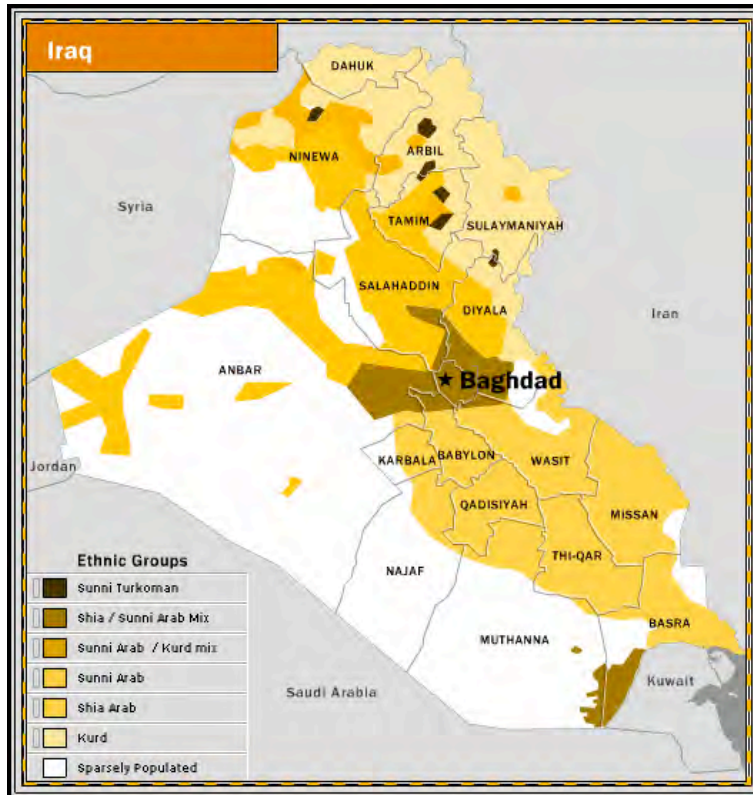 Iraq
DAHUK
ARBIL
NINEWA
Syria
TAMIM
SULAYMANIYAH
SALAHADDIN
DIYALA
Iran
ANBAR
Baghdad
Jordan
KARBALA
BABYLON
WASIT
QADISIYAH
MISSAN
NAJAF
THI-QAR
BASRA
MUTHANNA
Kuwait
Saudi Arabia
Ethnic Groups
Sunni Turkoman
Shia / Sunni Arab Mix
Sunni Arab / Kurd mix
Sunni Arab
Shia Arab
Kurd
Sparsely Populated